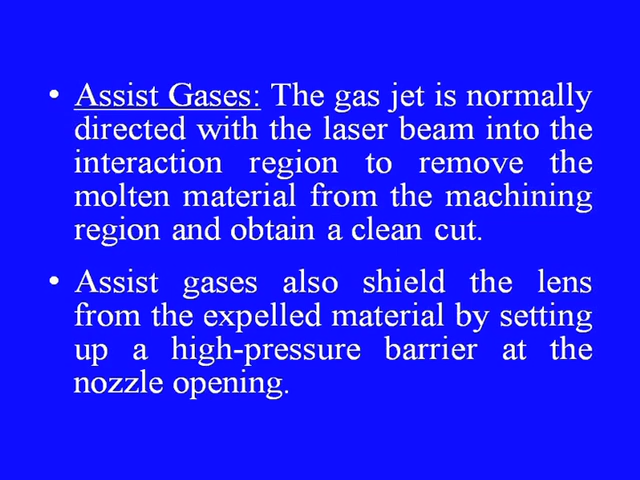 • Assist Gases: The gas jet is normally
directed with the laser beam into the
interaction region to remove the
molten material from the machining
region and obtain a clean cut.
• Assist gases also shield the lens
from the expelled material by setting
up a high-pressure barrier at the
nozzle opening.